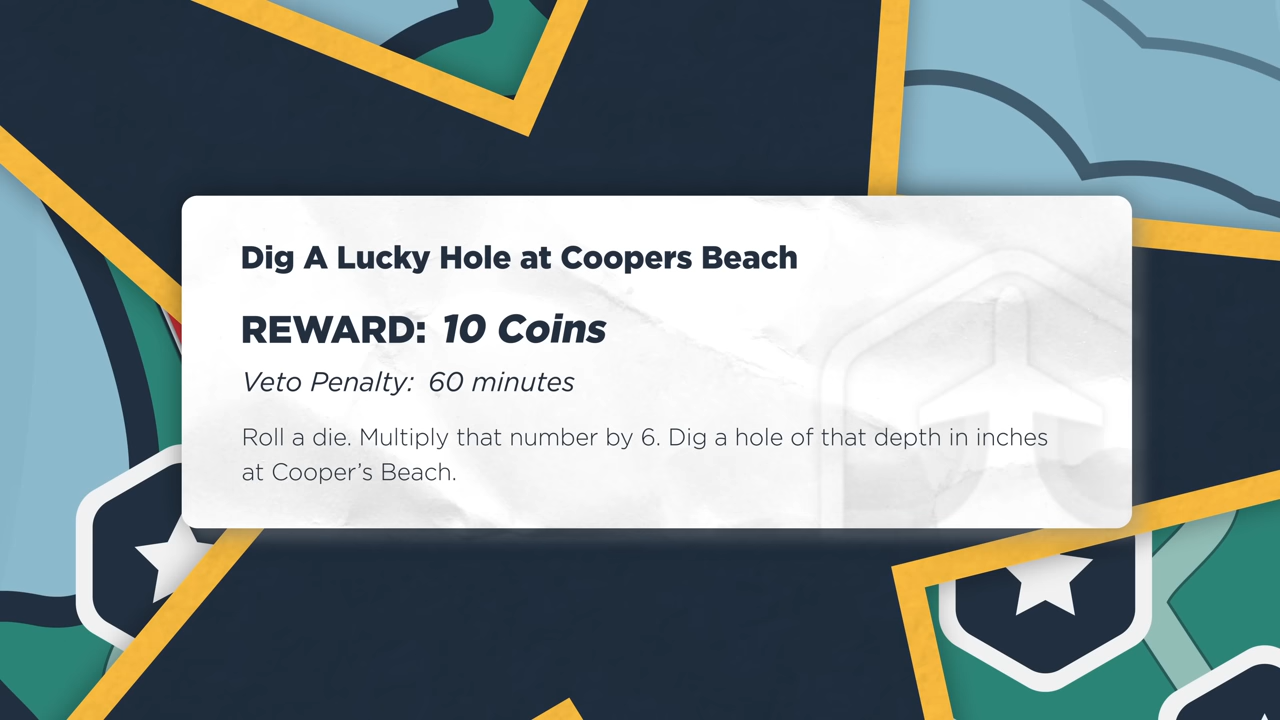 Dig A Lucky Hole at Coopers Beach
REWARD: 10 Coins
Veto Penalty: 60 minutes
Roll a die. Multiply that number by 6. Dig a hole of that depth in inches
at Cooper’s Beach.